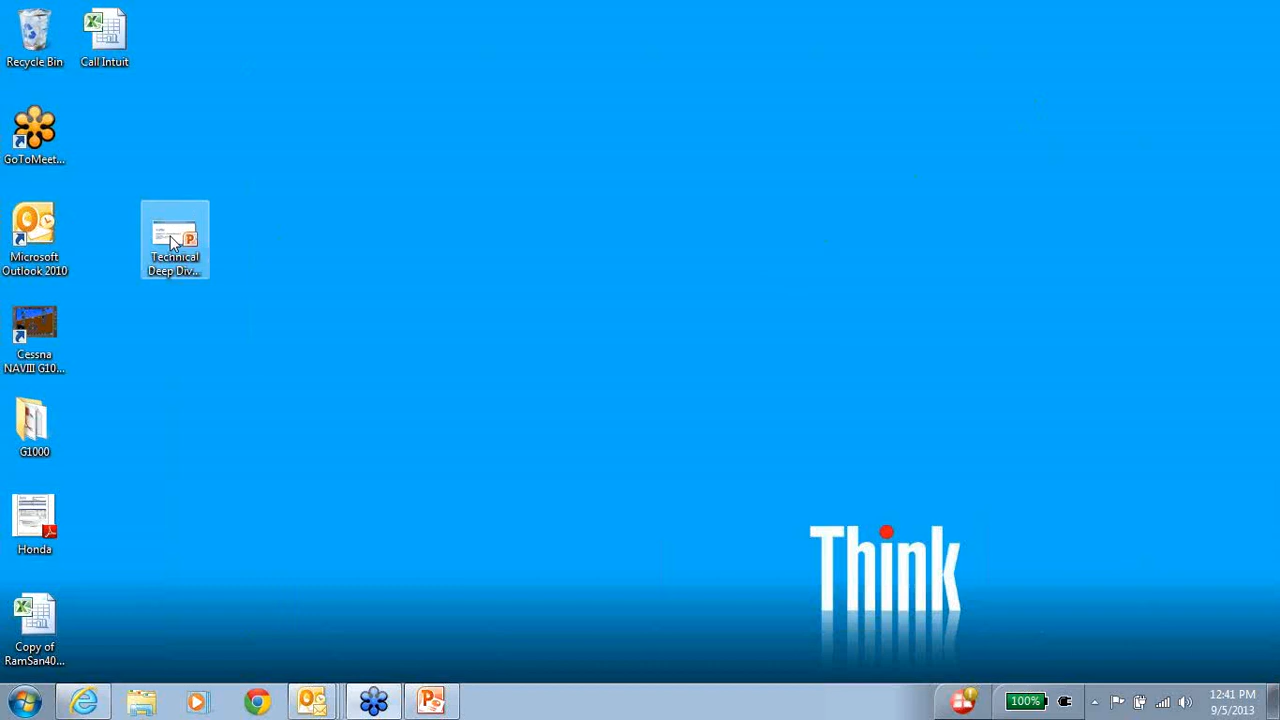 Recycle Bin
Call Intuit
GoToMeet...
Microsoft
Outlook 2010
Technical
Deep Div...
Cessna
NAVIII G10...
G1000
Honda
Copy of
RamSan40...
Think
100%
12:41 PM
9/5/2013